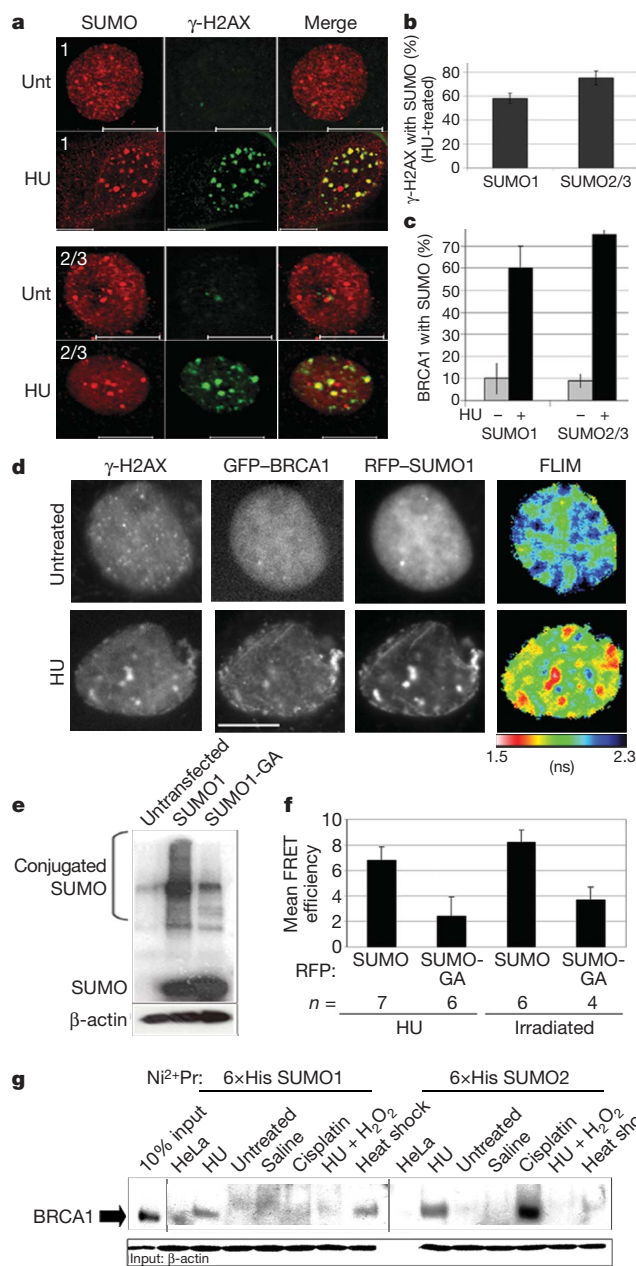 a
SUMO γ-H2AX Merge
Unt
1
HU
1
Unt
2/3
HU
2/3
b
γ-H2AX with SUMO (%)
(HU-treated)
80
60
40
20
0
SUMO1 SUMO2/3
c
BRCA1 with SUMO (%)
70
60
50
40
30
20
10
0
HU − + − +
SUMO1 SUMO2/3
d
γ-H2AX GFP–BRCA1 RFP–SUMO1 FLIM
Untreated
HU
1.5 2.3
(ns)
e
Untransfected
SUMO1
SUMO1-GA
Conjugated
SUMO
SUMO
β-actin
f
Mean FRET
efficiency
10
8
6
4
2
0
RFP: SUMO SUMO-GA SUMO SUMO-GA
n = 7 6 6 4
HU Irradiated
g
Ni²⁺Pr: 6×His SUMO1 6×His SUMO2
10% input
HeLa
HU
Untreated
Saline
Cisplatin
HU + H₂O₂
Heat shock
HeLa
HU
Untreated
Saline
Cisplatin
HU + H₂O₂
Heat sho
BRCA1
Input: β-actin